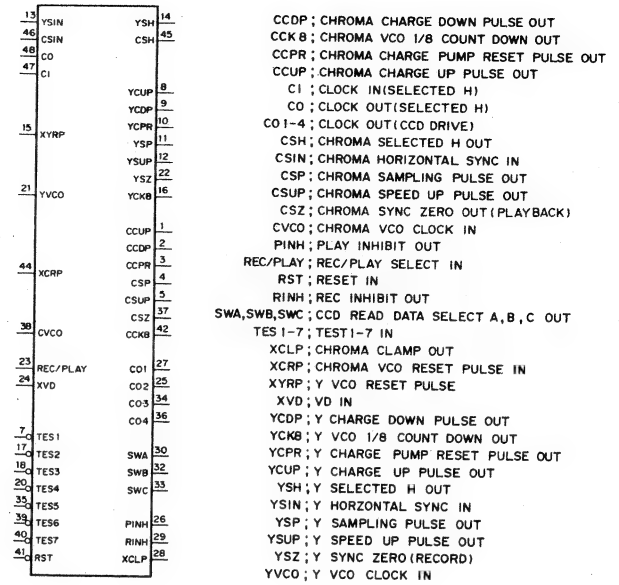 13 YSIN YSH 14
46 CSIN CSH 45
48 CO
47 CI
YCUP 8
YCDP 9
YCPR 10
15 XYRP YSP 11
YSUP 12
YSZ 22
21 YVCO YCK8 16
CCUP 1
CCDP 2
CCPR 3
44 XCRP CSP 4
CSUP 5
CSZ 37
38 CVCO CCK8 42
23 REC/PLAY CO1 27
24 XVD CO2 25
CO3 34
CO4 36
7 TES1
17 TES2 SWA 30
18 TES3 SWB 32
20 TES4 SWC 33
35 TES5
39 TES6 PINH 26
40 TES7 RINH 29
41 RST XCLP 28
CCDP ; CHROMA CHARGE DOWN PULSE OUT
CCK8 ; CHROMA VCO 1/8 COUNT DOWN OUT
CCPR ; CHROMA CHARGE PUMP RESET PULSE OUT
CCUP ; CHROMA CHARGE UP PULSE OUT
CI ; CLOCK IN(SELECTED H)
CO ; CLOCK OUT(SELECTED H)
CO1-4 ; CLOCK OUT(CCD DRIVE)
CSH ; CHROMA SELECTED H OUT
CSIN ; CHROMA HORIZONTAL SYNC IN
CSP ; CHROMA SAMPLING PULSE OUT
CSUP ; CHROMA SPEED UP PULSE OUT
CSZ ; CHROMA SYNC ZERO OUT(PLAYBACK)
CVCO ; CHROMA VCO CLOCK IN
PINH ; PLAY INHIBIT OUT
REC/PLAY ; REC/PLAY SELECT IN
RST ; RESET IN
RINH ; REC INHIBIT OUT
SWA,SWB,SWC ; CCD READ DATA SELECT A,B,C OUT
TES1-7 ; TEST1-7 IN
XCLP ; CHROMA CLAMP OUT
XCRP ; CHROMA VCO RESET PULSE IN
XYRP ; Y VCO RESET PULSE
XVD ; VD IN
YCDP ; Y CHARGE DOWN PULSE OUT
YCK8 ; Y VCO 1/8 COUNT DOWN OUT
YCPR ; Y CHARGE PUMP RESET PULSE OUT
YCUP ; Y CHARGE UP PULSE OUT
YSH ; Y SELECTED H OUT
YSIN ; Y HORIZONTAL SYNC IN
YSP ; Y SAMPLING PULSE OUT
YSUP ; Y SPEED UP PULSE OUT
YSZ ; Y SYNC ZERO(RECORD)
YVCO ; Y VCO CLOCK IN